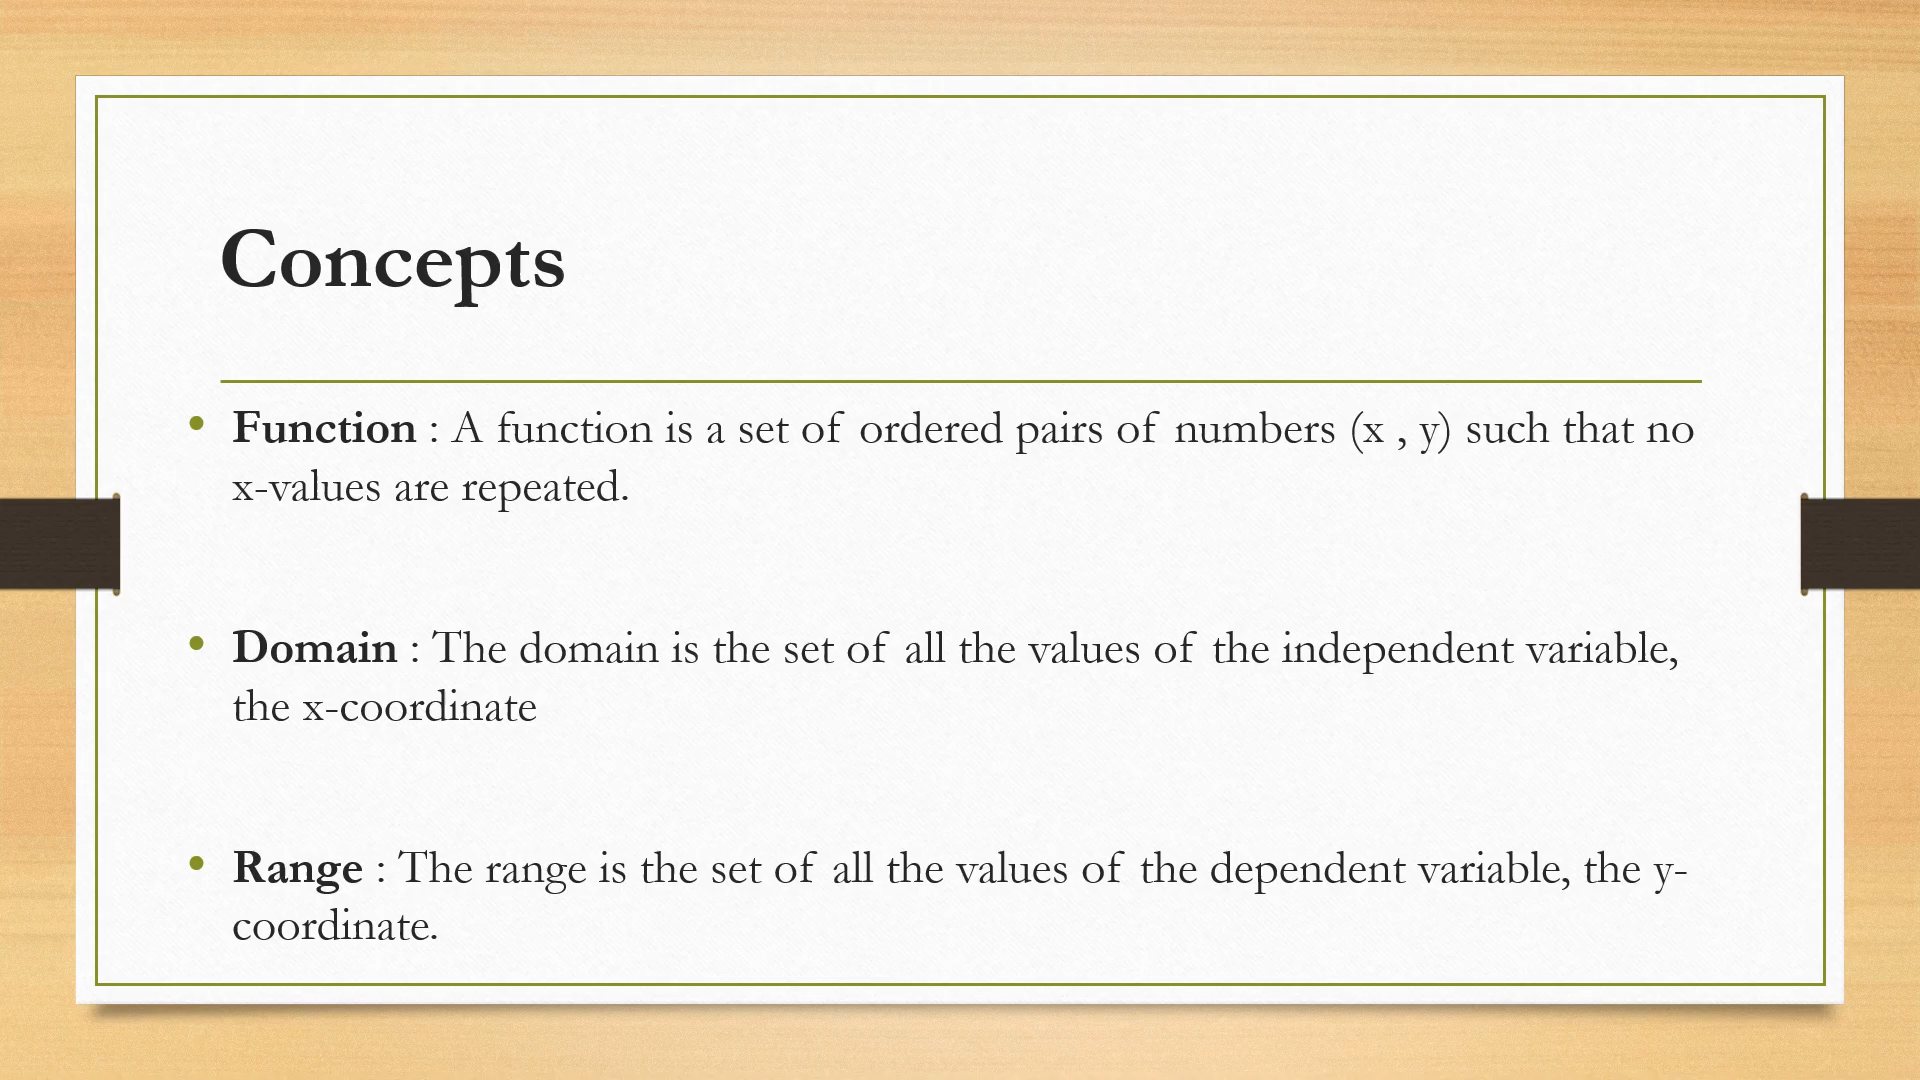 Concepts
• Function : A function is a set of ordered pairs of numbers (x , y) such that no
x-values are repeated.
• Domain : The domain is the set of all the values of the independent variable,
the x-coordinate
• Range : The range is the set of all the values of the dependent variable, the y-
coordinate.